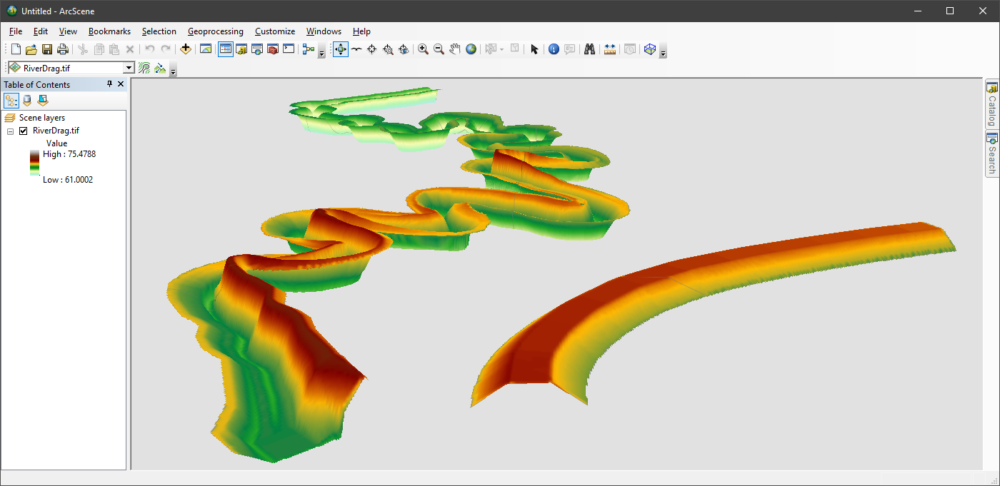 Untitled - ArcScene
File Edit View Bookmarks Selection Geoprocessing Customize Windows Help
RiverDrag.tif
Table of Contents
Scene layers
RiverDrag.tif
Value
High : 75.4788
Low : 61.0002
Catalog
Search